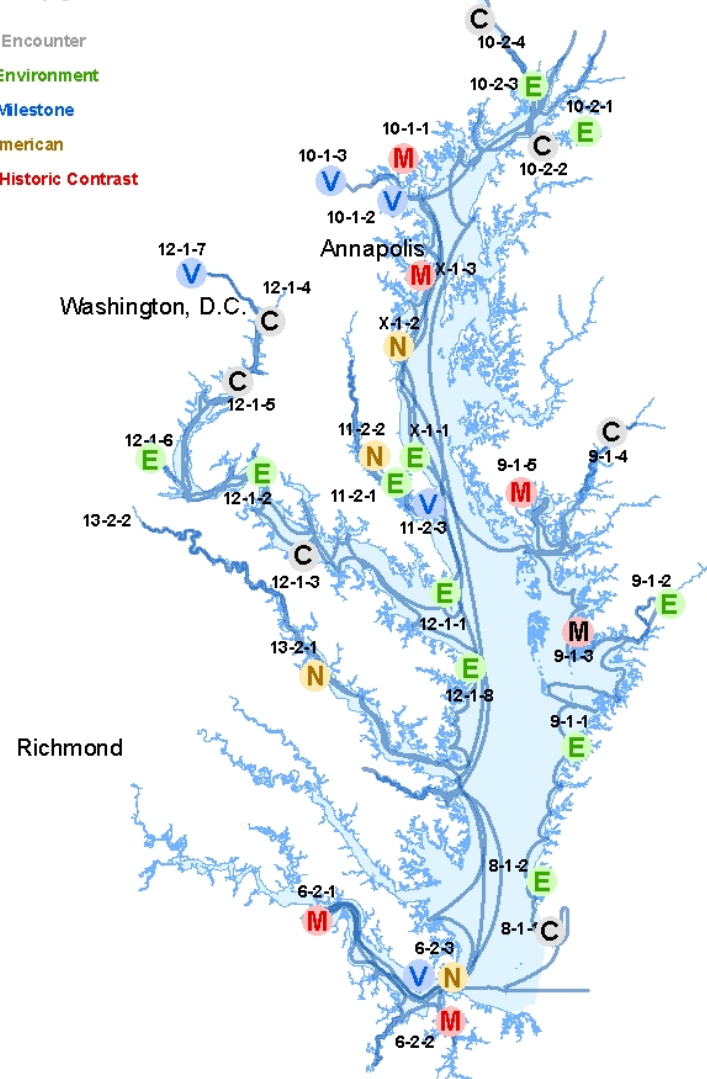 C
10-2-4
Encounter
Environment
10-2-3 E
Milestone
10-2-1
E
merican
10-1-1
C
M
10-1-3
10-2-2
Historic Contrast
V
V
10-1-2
Annapolis
12-1-7
M X-1-3
V
12-1-4
Washington, D.C.
C
X-1-2
N
C
12-1-5
11-2-2 X-1-1
C
12-1-6
N E
9-1-5
9-1-4
E
E
11-2-1 E
M
12-1-2
V
11-2-3
13-2-2
C
12-1-3
9-1-2
E
E
12-1-1
M
13-2-1
9-1-3
N
E
12-1-8
9-1-1
Richmond
E
8-1-2
E
6-2-1
M
8-1- C
6-2-3
V N
M
6-2-2